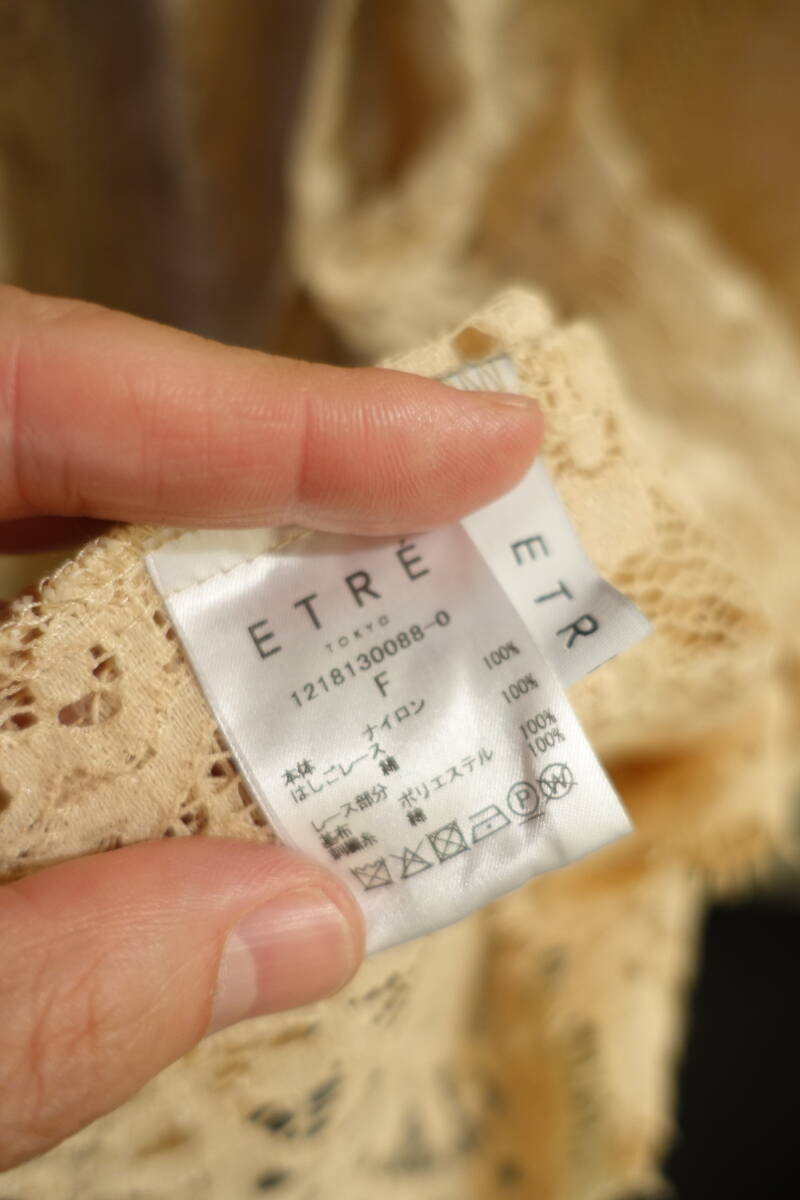 ETRÉ
TOKYO
1218130088-0
F
本体 ナイロン 100%
はしごレース 綿 100%
レース部分
基布 ポリエステル 100%
刺繍糸 綿 100%
P W
ETR